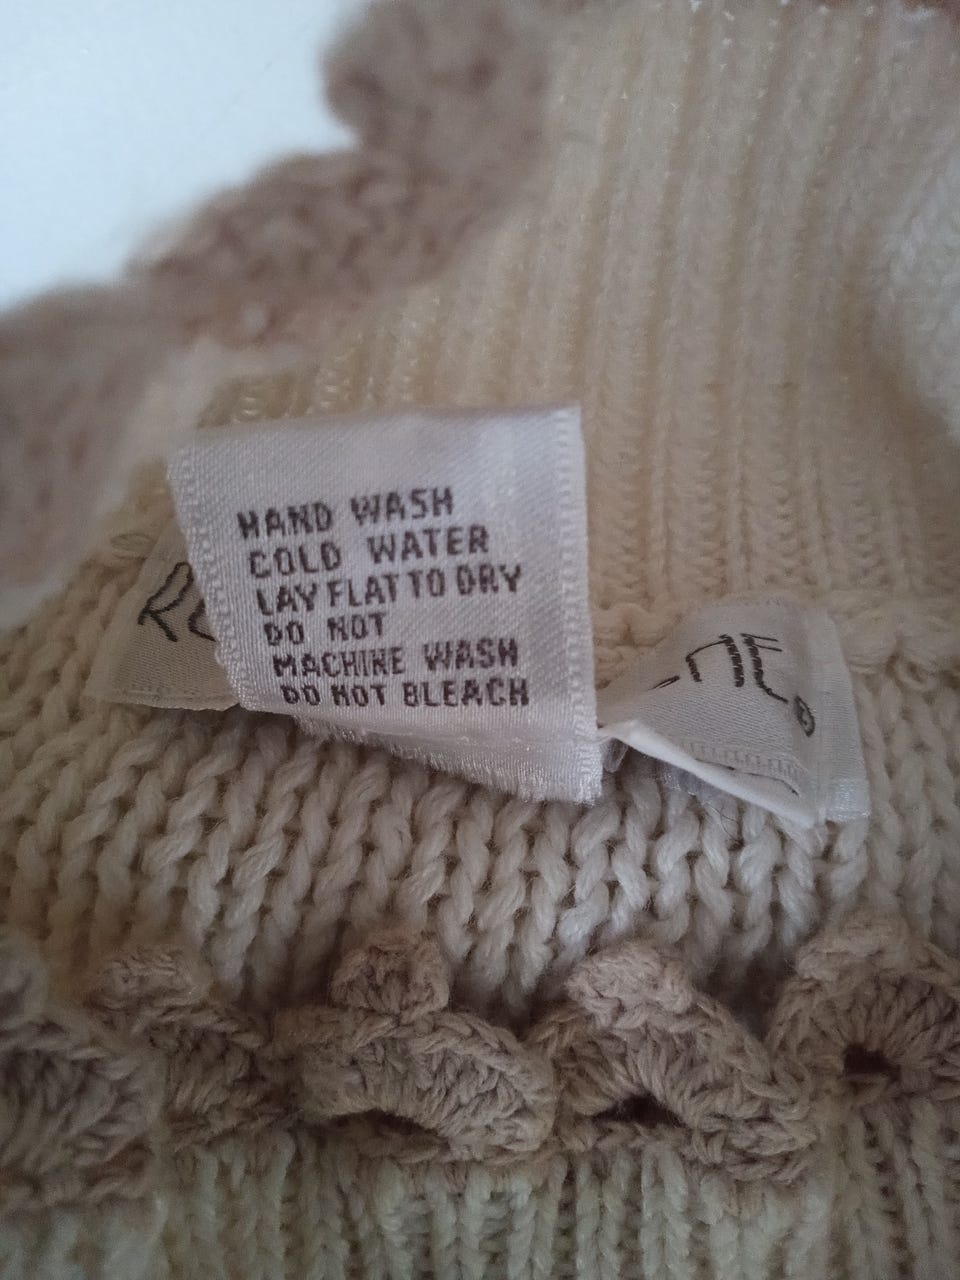 HAND WASH
COLD WATER
LAY FLAT TO DRY
DO NOT
MACHINE WASH
DO NOT BLEACH